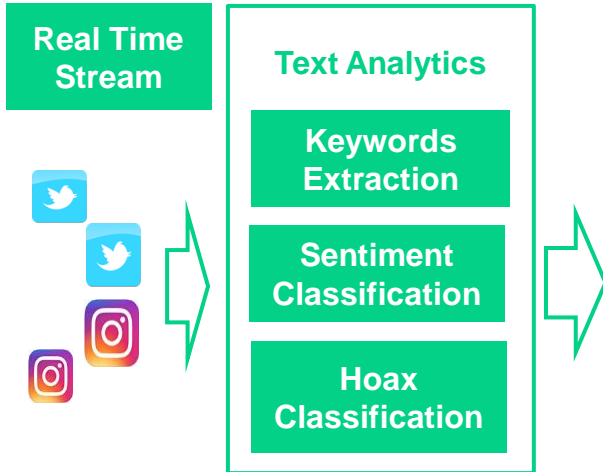 Real Time
Stream
Text Analytics
Keywords
Extraction
Sentiment
Classification
Hoax
Classification